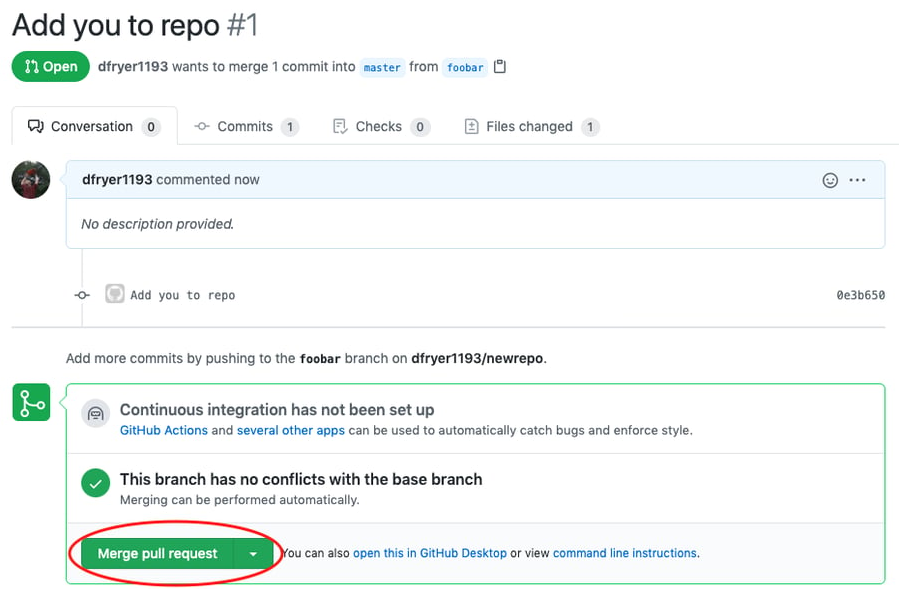 Add you to repo #1
Open dfryer1193 wants to merge 1 commit into master from foobar
Conversation 0 Commits 1 Checks 0 Files changed 1
dfryer1193 commented now
No description provided.
Add you to repo 0e3b650
Add more commits by pushing to the foobar branch on dfryer1193/newrepo.
Continuous integration has not been set up
GitHub Actions and several other apps can be used to automatically catch bugs and enforce style.
This branch has no conflicts with the base branch
Merging can be performed automatically.
Merge pull request You can also open this in GitHub Desktop or view command line instructions.